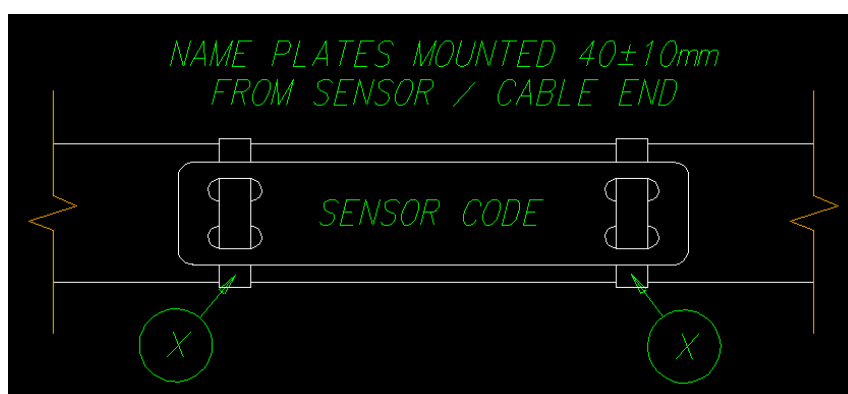 NAME PLATES MOUNTED 40±10mm
FROM SENSOR / CABLE END
SENSOR CODE
X
X